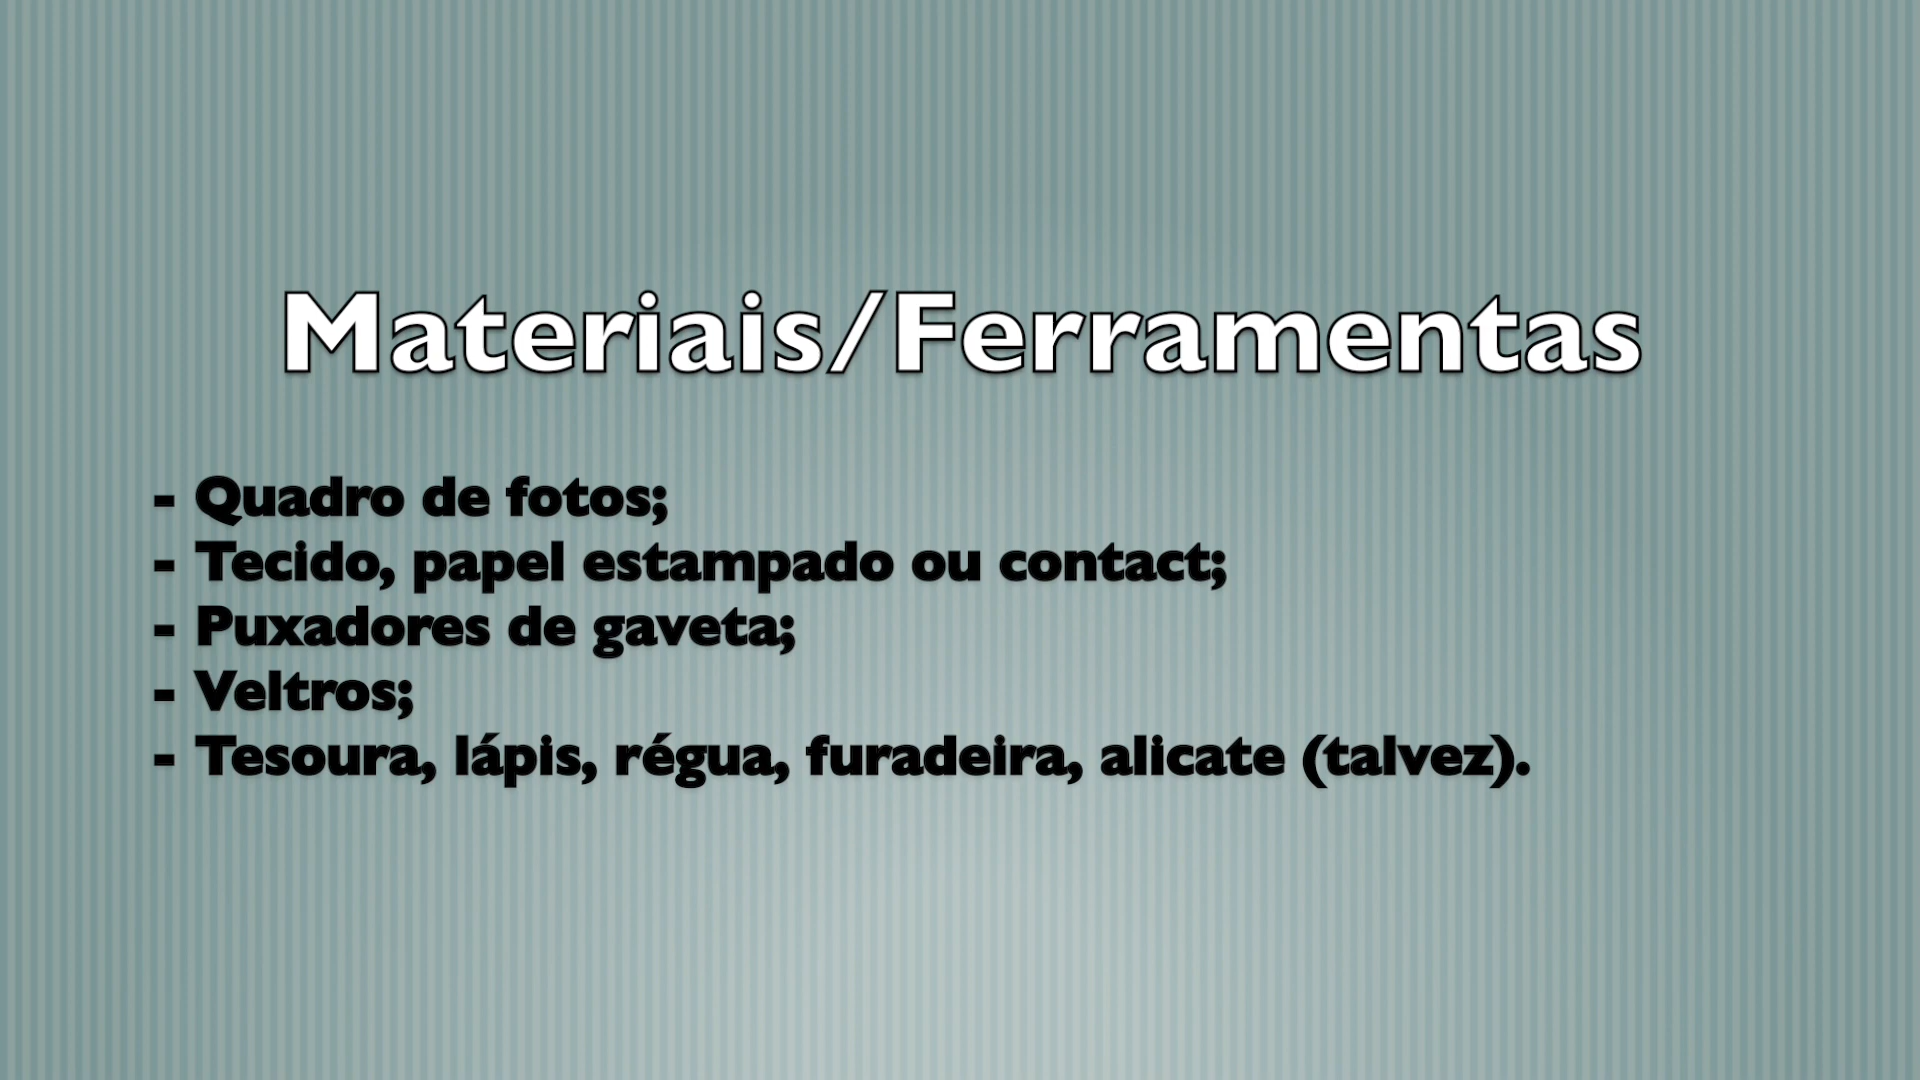 Materiais/Ferramentas
- Quadro de fotos;
- Tecido, papel estampado ou contact;
- Puxadores de gaveta;
- Veltros;
- Tesoura, lápis, régua, furadeira, alicate (talvez).